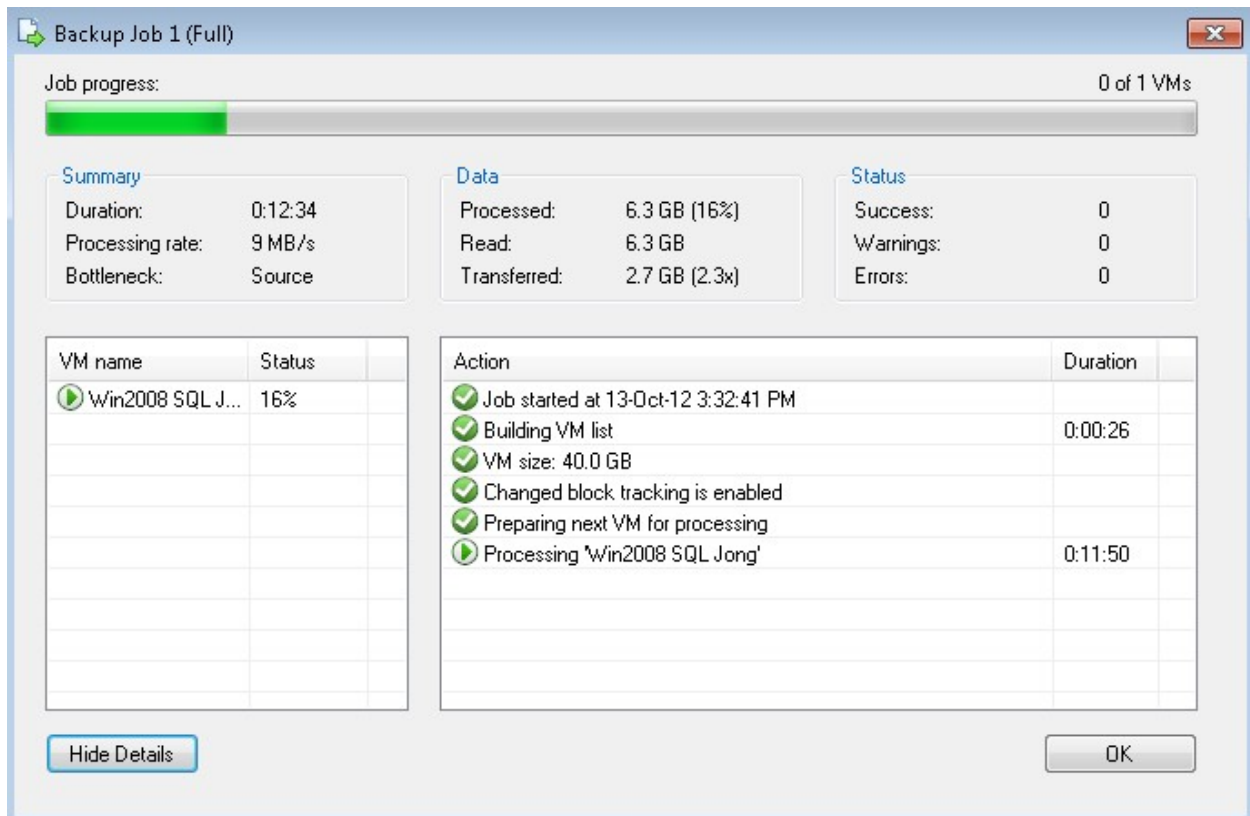 Backup Job 1 (Full)
Job progress: 0 of 1 VMs
Summary
Duration: 0:12:34
Processing rate: 9 MB/s
Bottleneck: Source
Data
Processed: 6.3 GB (16%)
Read: 6.3 GB
Transferred: 2.7 GB (2.3x)
Status
Success: 0
Warnings: 0
Errors: 0
VM name Status
Win2008 SQL J... 16%
Action Duration
Job started at 13-Oct-12 3:32:41 PM
Building VM list 0:00:26
VM size: 40.0 GB
Changed block tracking is enabled
Preparing next VM for processing
Processing 'Win2008 SQL Jong' 0:11:50
Hide Details
OK